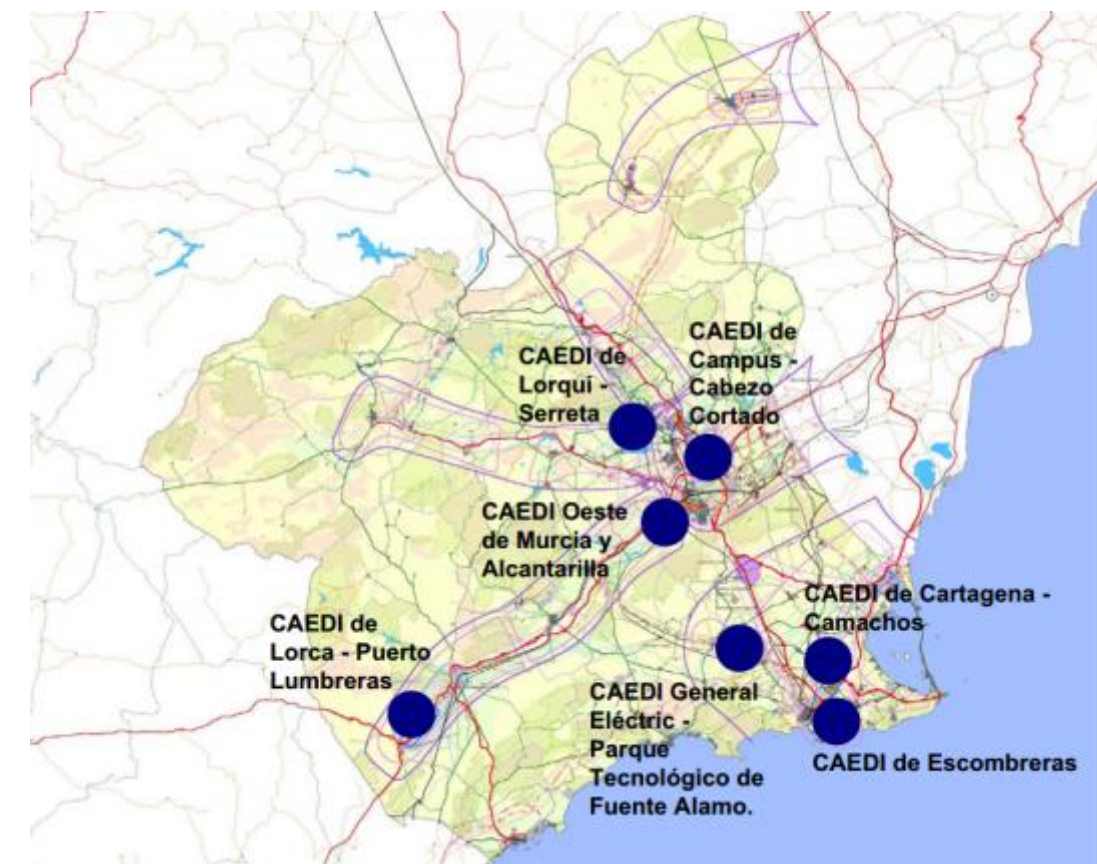 CAEDI de
Lorquí -
Serreta
CAEDI de
Campus -
Cabezo
Cortado
CAEDI Oeste
de Murcia y
Alcantarilla
CAEDI de Cartagena -
Camachos
CAEDI de
Lorca - Puerto
Lumbreras
CAEDI General
Eléctric -
Parque
Tecnológico de
Fuente Alamo.
CAEDI de Escombreras